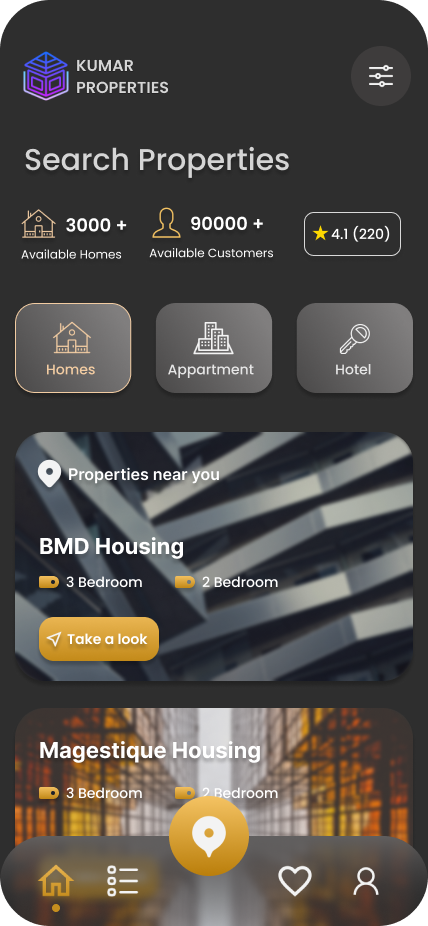 KUMAR
PROPERTIES
Search Properties
3000 +
Available Homes
90000 +
Available Customers
4.1 (220)
Homes
Appartment
Hotel
Properties near you
BMD Housing
3 Bedroom
2 Bedroom
Take a look
Magestique Housing
3 Bedroom
2 Bedroom